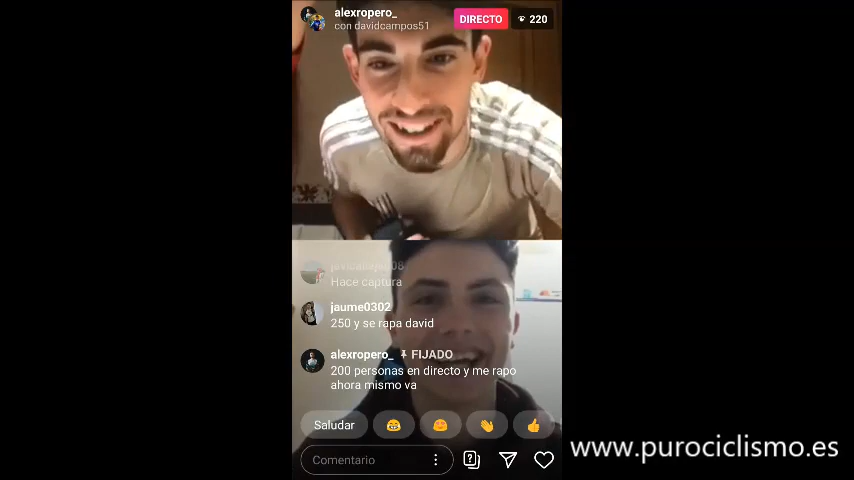 alexropero_
con davidcampos51
DIRECTO
220
Hace captura
jaume0302
250 y se rapa david
alexropero_ FIJADO
200 personas en directo y me rapo
ahora mismo va
Saludar
Comentario
www.purociclismo.es